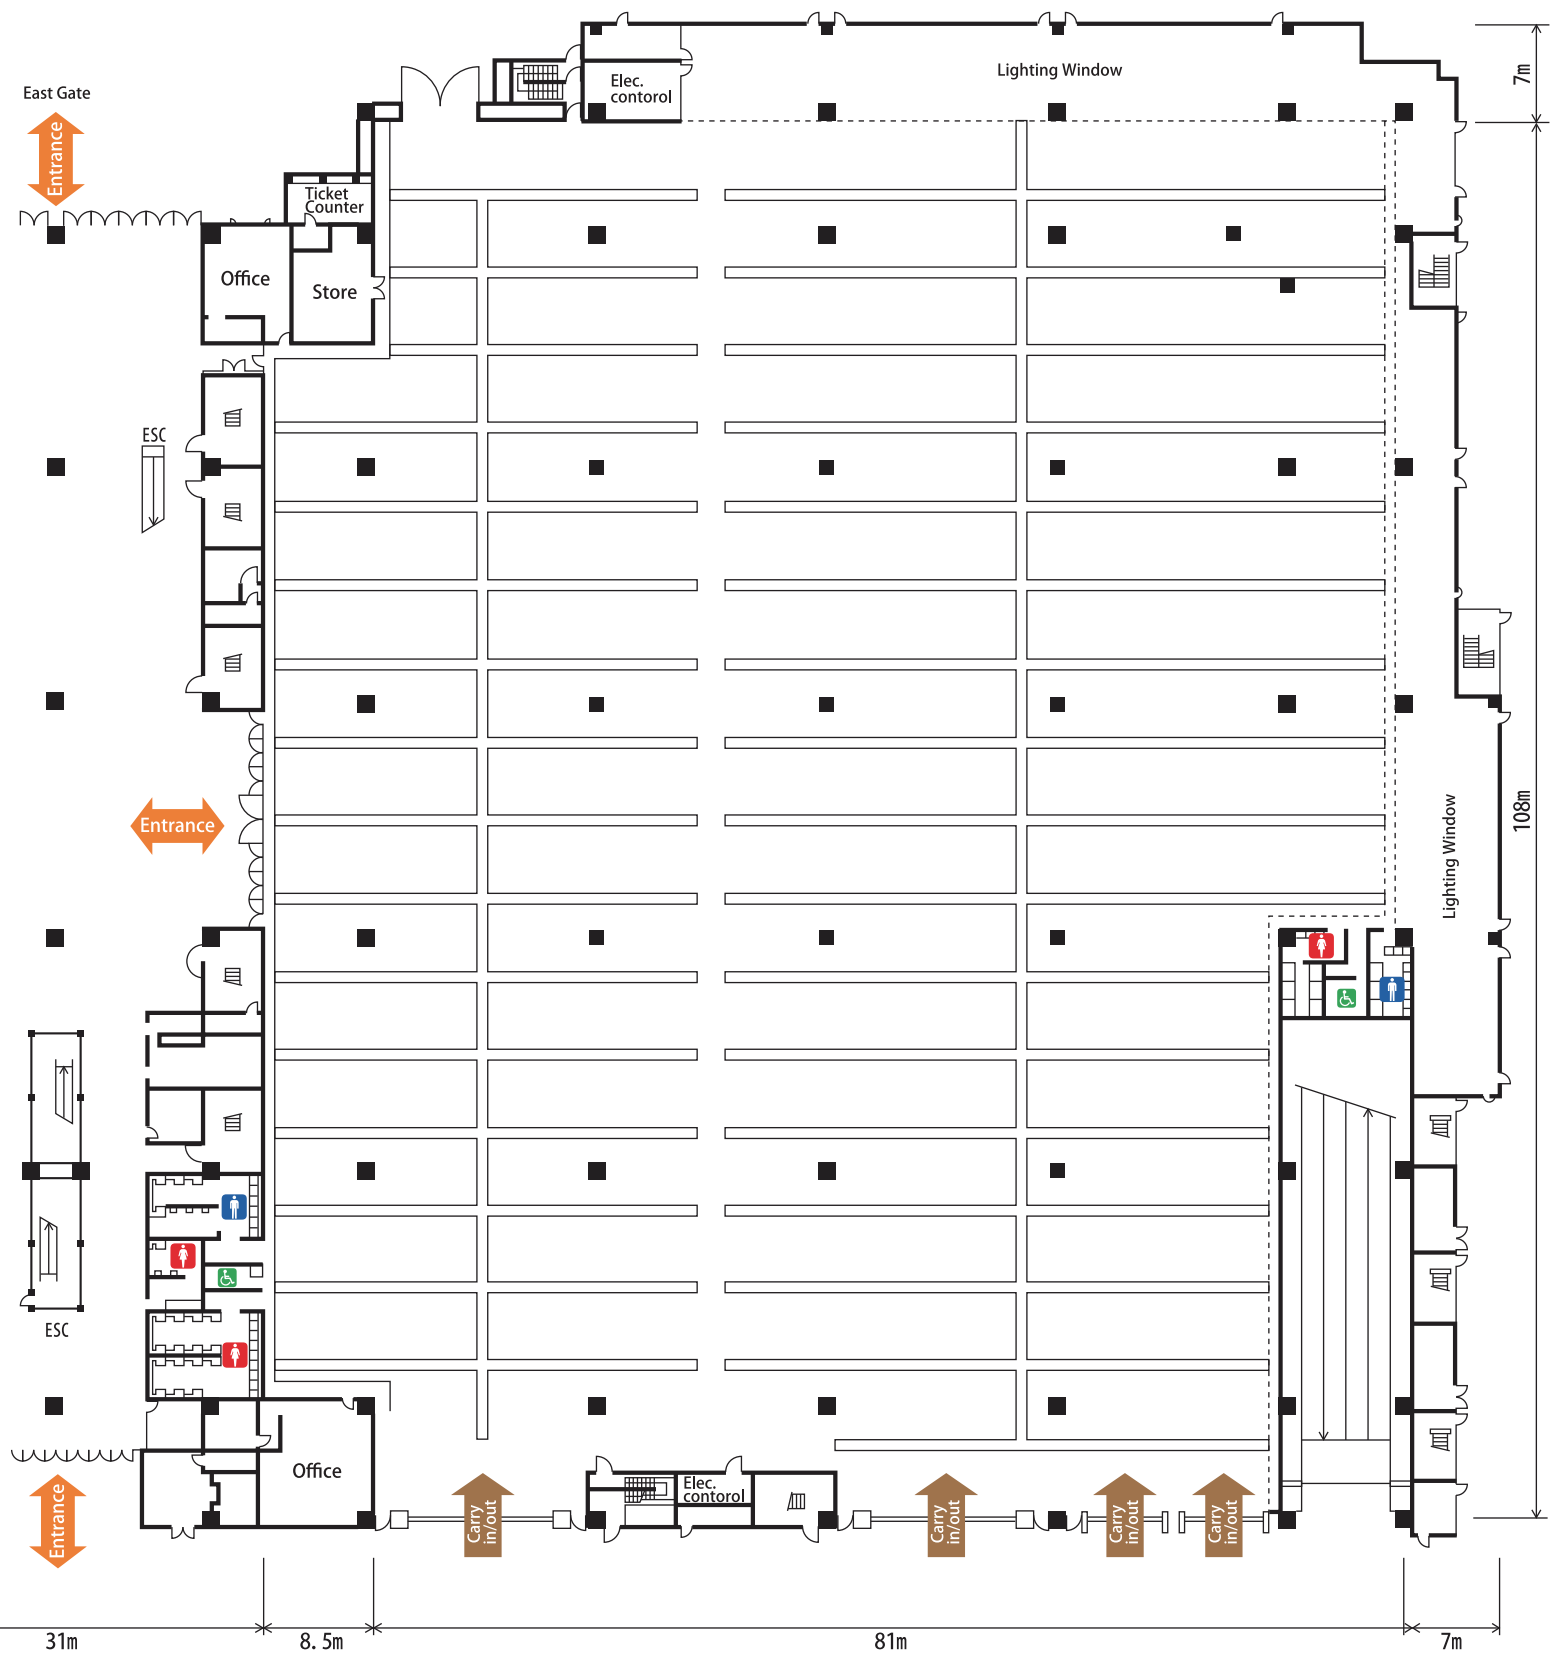 Lighting Window
7m
Elec.
contorol
East Gate
Entrance
Ticket
Counter
Office
Store
ESC
Entrance
108m
Lighting Window
ESC
Office
Elec.
contorol
Entrance
Carry
in/out
Carry
in/out
Carry
in/out
Carry
in/out
31m
8.5m
81m
7m